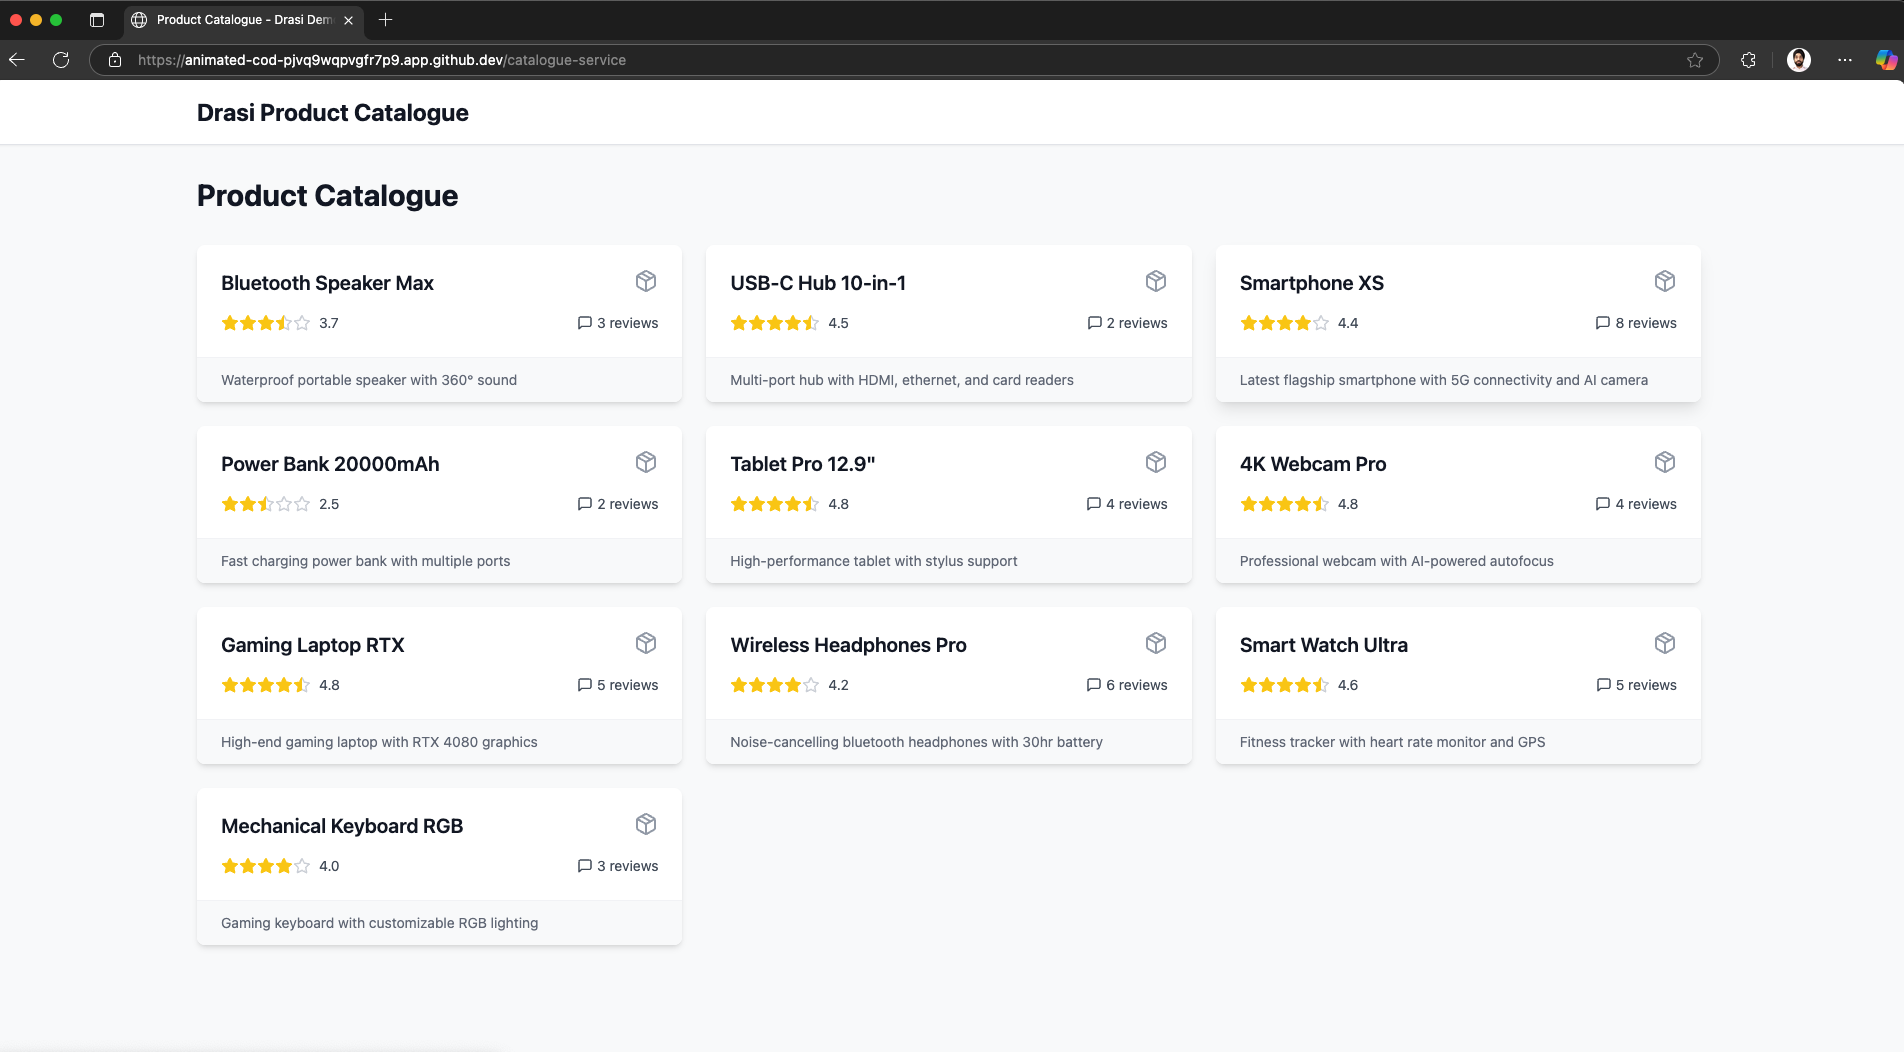 Product Catalogue - Drasi Dem
https://animated-cod-pjvq9wqpvgfr7p9.app.github.dev/catalogue-service
Drasi Product Catalogue
Product Catalogue
Bluetooth Speaker Max
3.7
3 reviews
Waterproof portable speaker with 360° sound
USB-C Hub 10-in-1
4.5
2 reviews
Multi-port hub with HDMI, ethernet, and card readers
Smartphone XS
4.4
8 reviews
Latest flagship smartphone with 5G connectivity and AI camera
Power Bank 20000mAh
2.5
2 reviews
Fast charging power bank with multiple ports
Tablet Pro 12.9"
4.8
4 reviews
High-performance tablet with stylus support
4K Webcam Pro
4.8
4 reviews
Professional webcam with AI-powered autofocus
Gaming Laptop RTX
4.8
5 reviews
High-end gaming laptop with RTX 4080 graphics
Wireless Headphones Pro
4.2
6 reviews
Noise-cancelling bluetooth headphones with 30hr battery
Smart Watch Ultra
4.6
5 reviews
Fitness tracker with heart rate monitor and GPS
Mechanical Keyboard RGB
4.0
3 reviews
Gaming keyboard with customizable RGB lighting